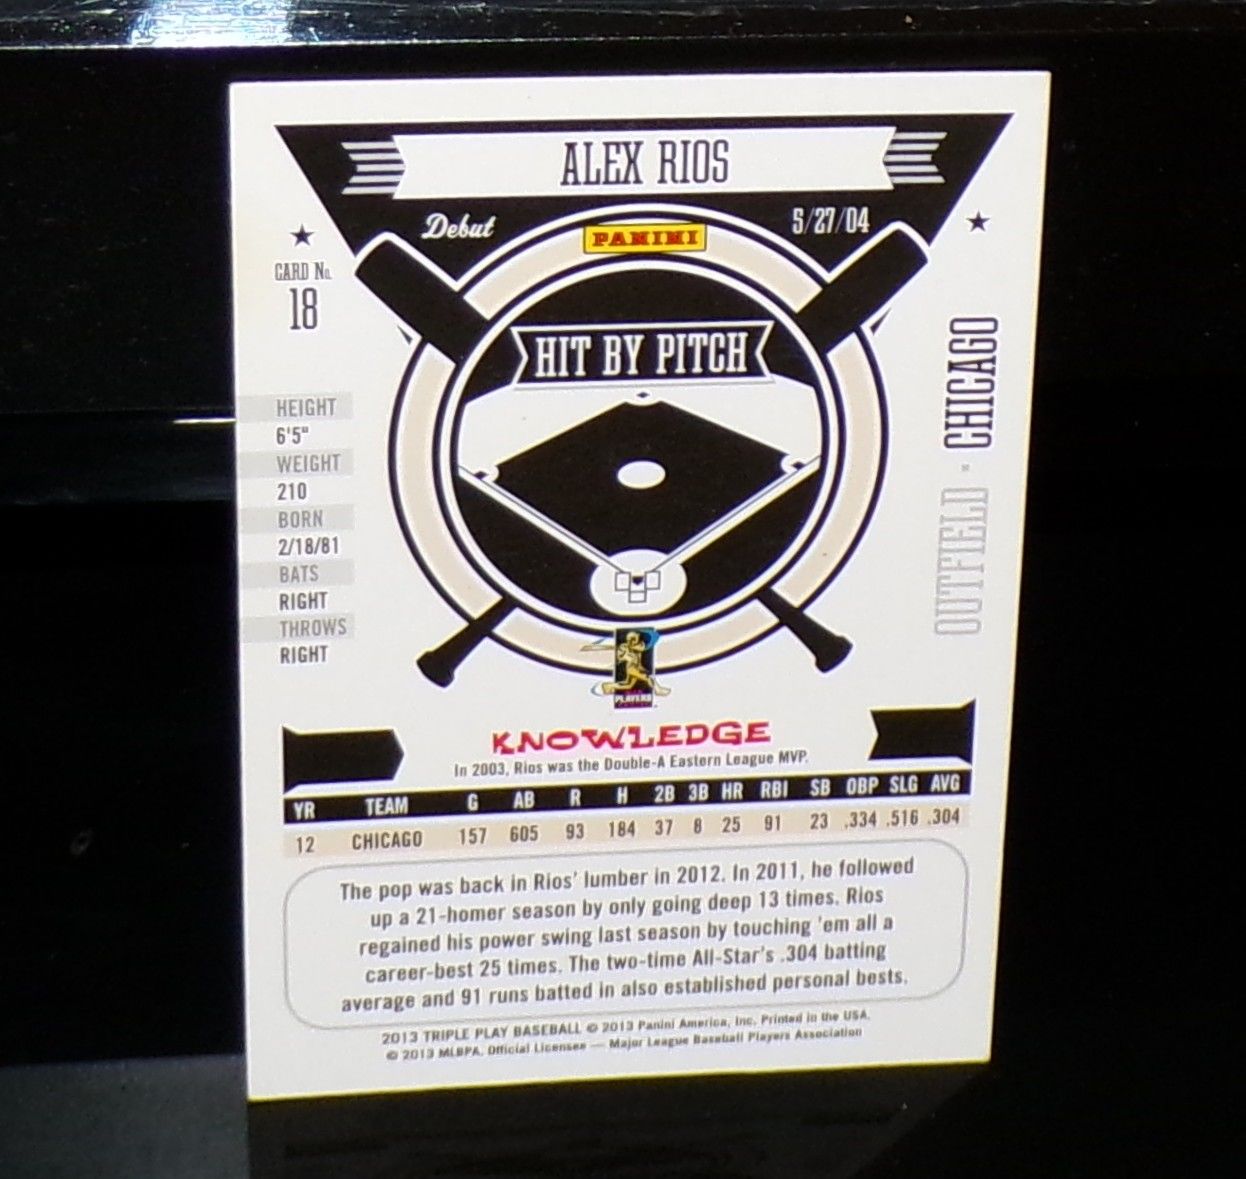 ALEX RIOS
Debut
5/27/04
PANINI
CARD No.
18
HIT BY PITCH
HEIGHT
6'5"
WEIGHT
210
BORN
2/18/81
BATS
RIGHT
THROWS
RIGHT
OUTFIELD - CHICAGO
PLAYERS
KNOWLEDGE
In 2003, Rios was the Double-A Eastern League MVP.
YR TEAM G AB R H 2B 3B HR RBI SB OBP SLG AVG
12 CHICAGO 157 605 93 184 37 8 25 91 23 .334 .516 .304
The pop was back in Rios' lumber in 2012. In 2011, he followed
up a 21-homer season by only going deep 13 times. Rios
regained his power swing last season by touching 'em all a
career-best 25 times. The two-time All-Star's .304 batting
average and 91 runs batted in also established personal bests.
2013 TRIPLE PLAY BASEBALL © 2013 Panini America, Inc. Printed in the USA.
© 2013 MLBPA, Official Licensee — Major League Baseball Players Association